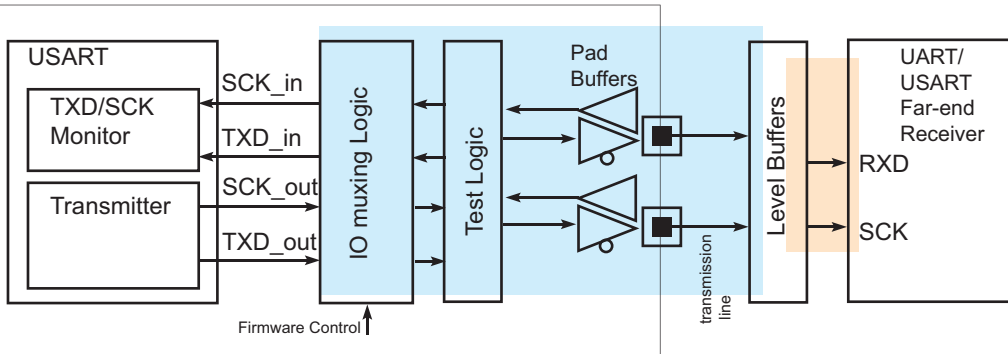 USART
TXD/SCK
Monitor
Transmitter
SCK_in
TXD_in
SCK_out
TXD_out
IO muxing Logic
Firmware Control
Test Logic
Pad
Buffers
transmission
line
Level Buffers
UART/
USART
Far-end
Receiver
RXD
SCK